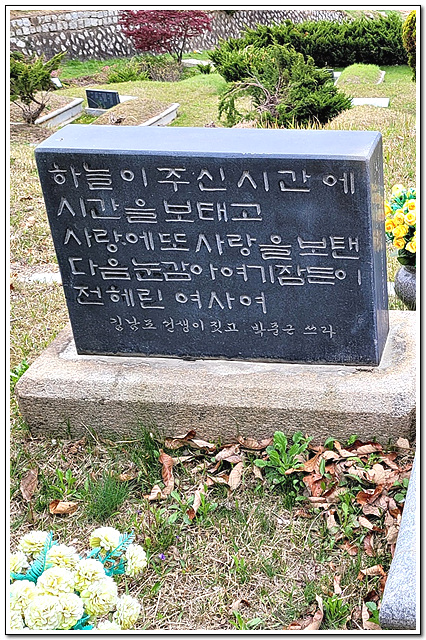 하늘이 주신 시간에
시간을 보태고
사랑에 또 사랑을 보탠
다음 눈감아 여기 잠든이
전혜린 여사여
김남조 선생이 짓고 박준근 쓰다